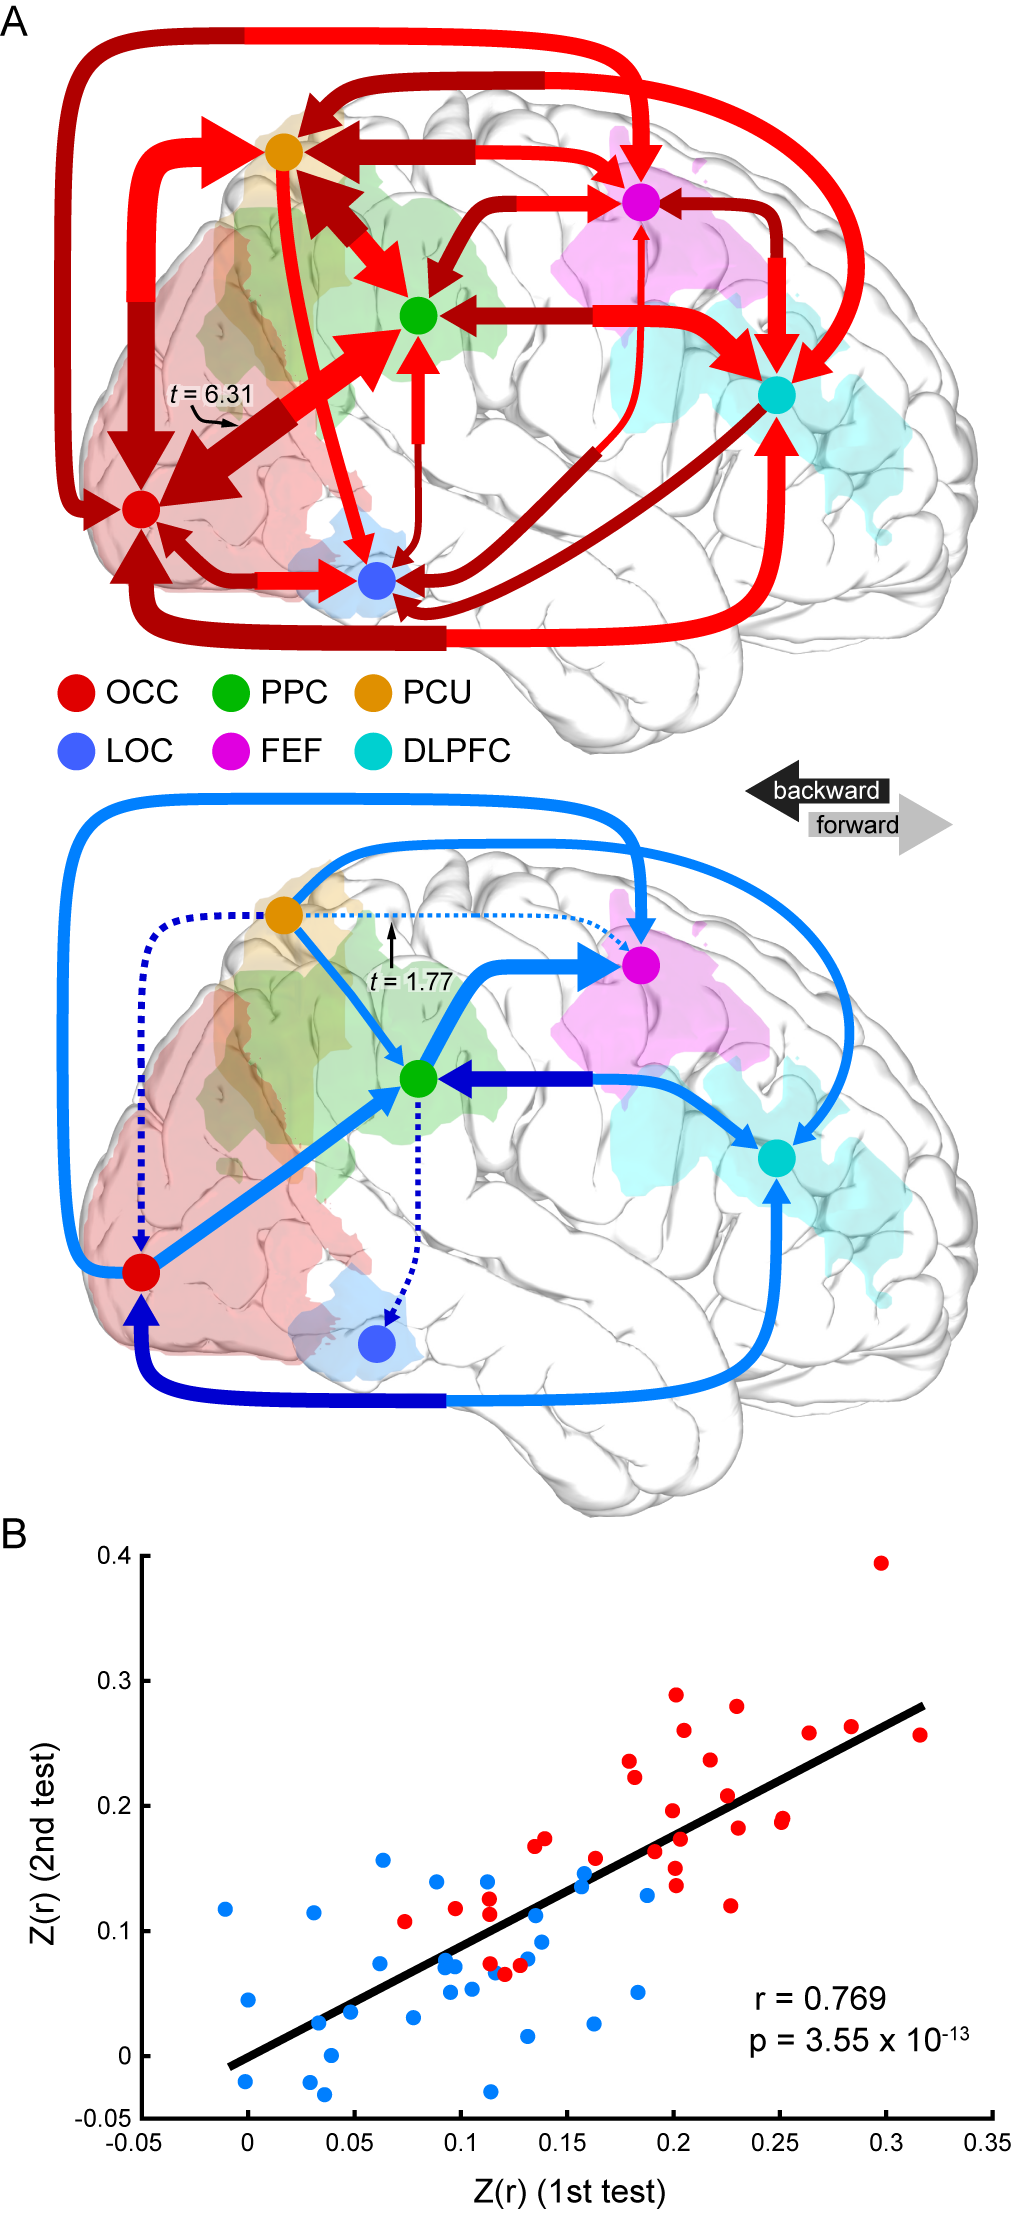 A
t = 6.31
OCC PPC PCU
LOC FEF DLPFC
backward
forward
t = 1.77
B
0.4
0.3
0.2
0.1
0
-0.05
Z(r) (2nd test)
r = 0.769
p = 3.55 x 10-13
-0.05 0 0.05 0.1 0.15 0.2 0.25 0.3 0.35
Z(r) (1st test)